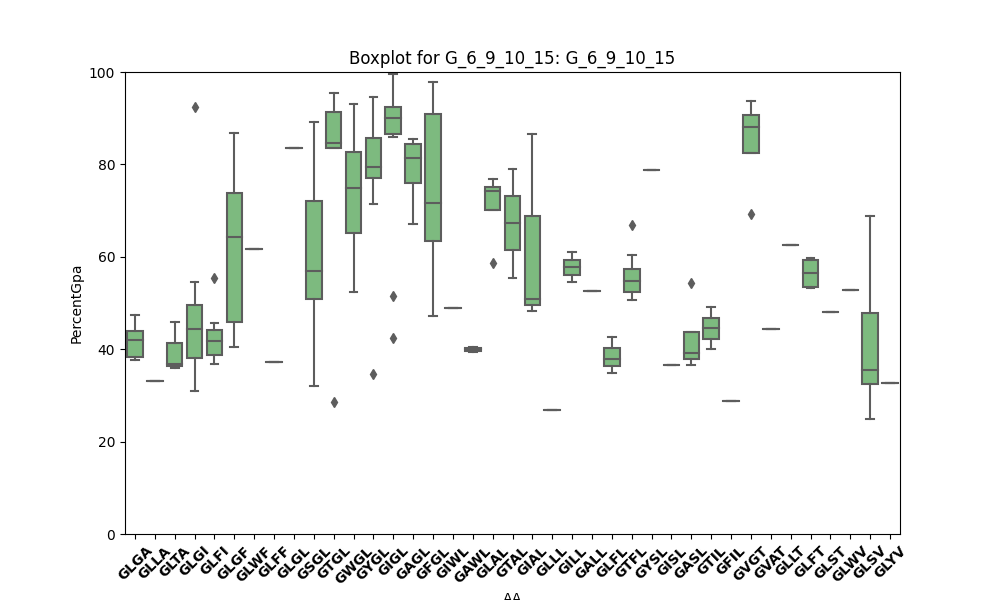 Boxplot for G_6_9_10_15: G_6_9_10_15
100
80
60
40
20
0
PercentGpa
GLGA GLLA GLTA GLGI GLFI GLGF GLWF GLFF GLGL GSGL GTGL GWGL GYGL GIGL GAGL GFGL GIWL GAWL GLAL GTAL GIAL GLLL GILL GALL GLFL GTFL GYSL GISL GASL GTIL GFIL GVGT GVAT GLLT GLFT GLST GLWV GLSV GLYV
AA